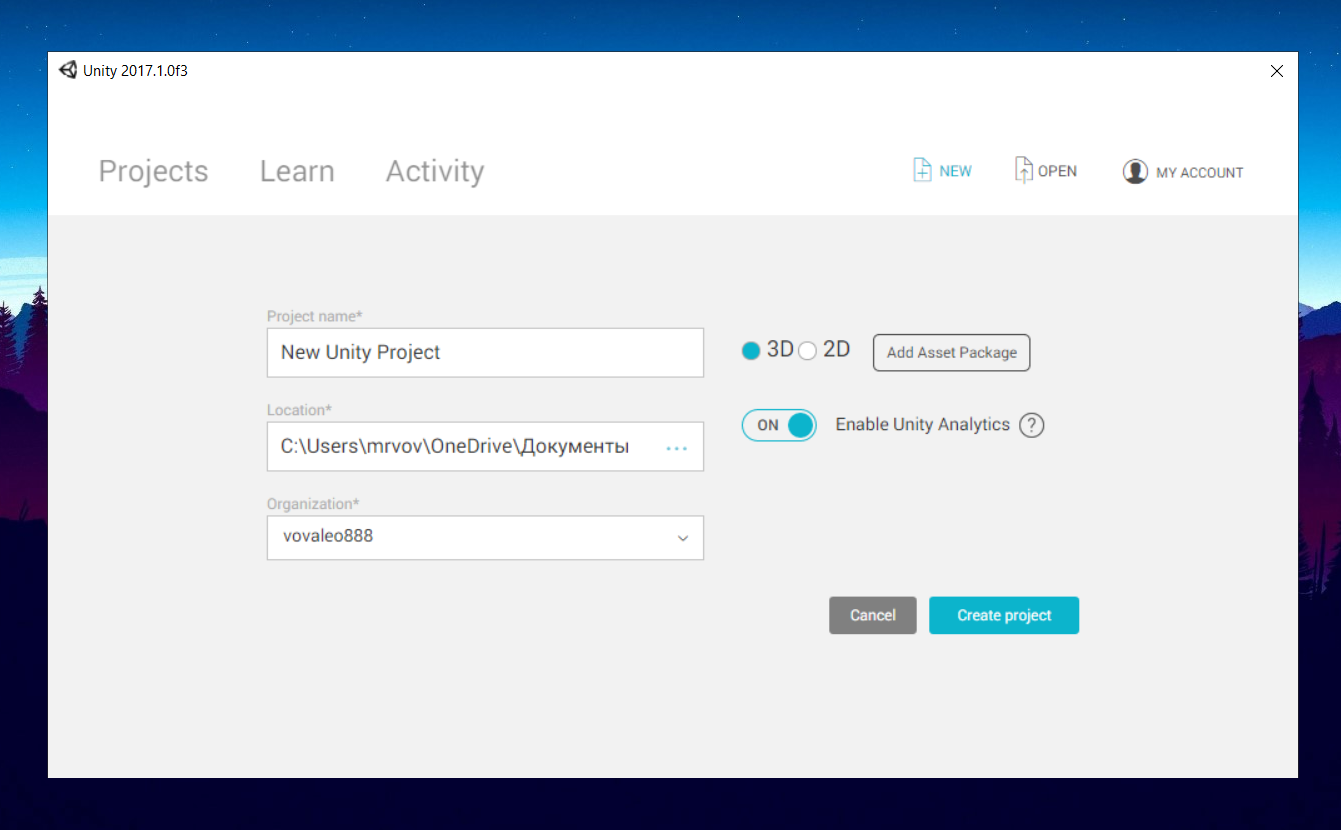 Unity 2017.1.0f3
Projects Learn Activity NEW OPEN MY ACCOUNT
Project name*
New Unity Project
3D 2D Add Asset Package
Location*
C:\Users\mrvov\OneDrive\Документы ...
ON Enable Unity Analytics ?
Organization*
vovaleo888
Cancel Create project